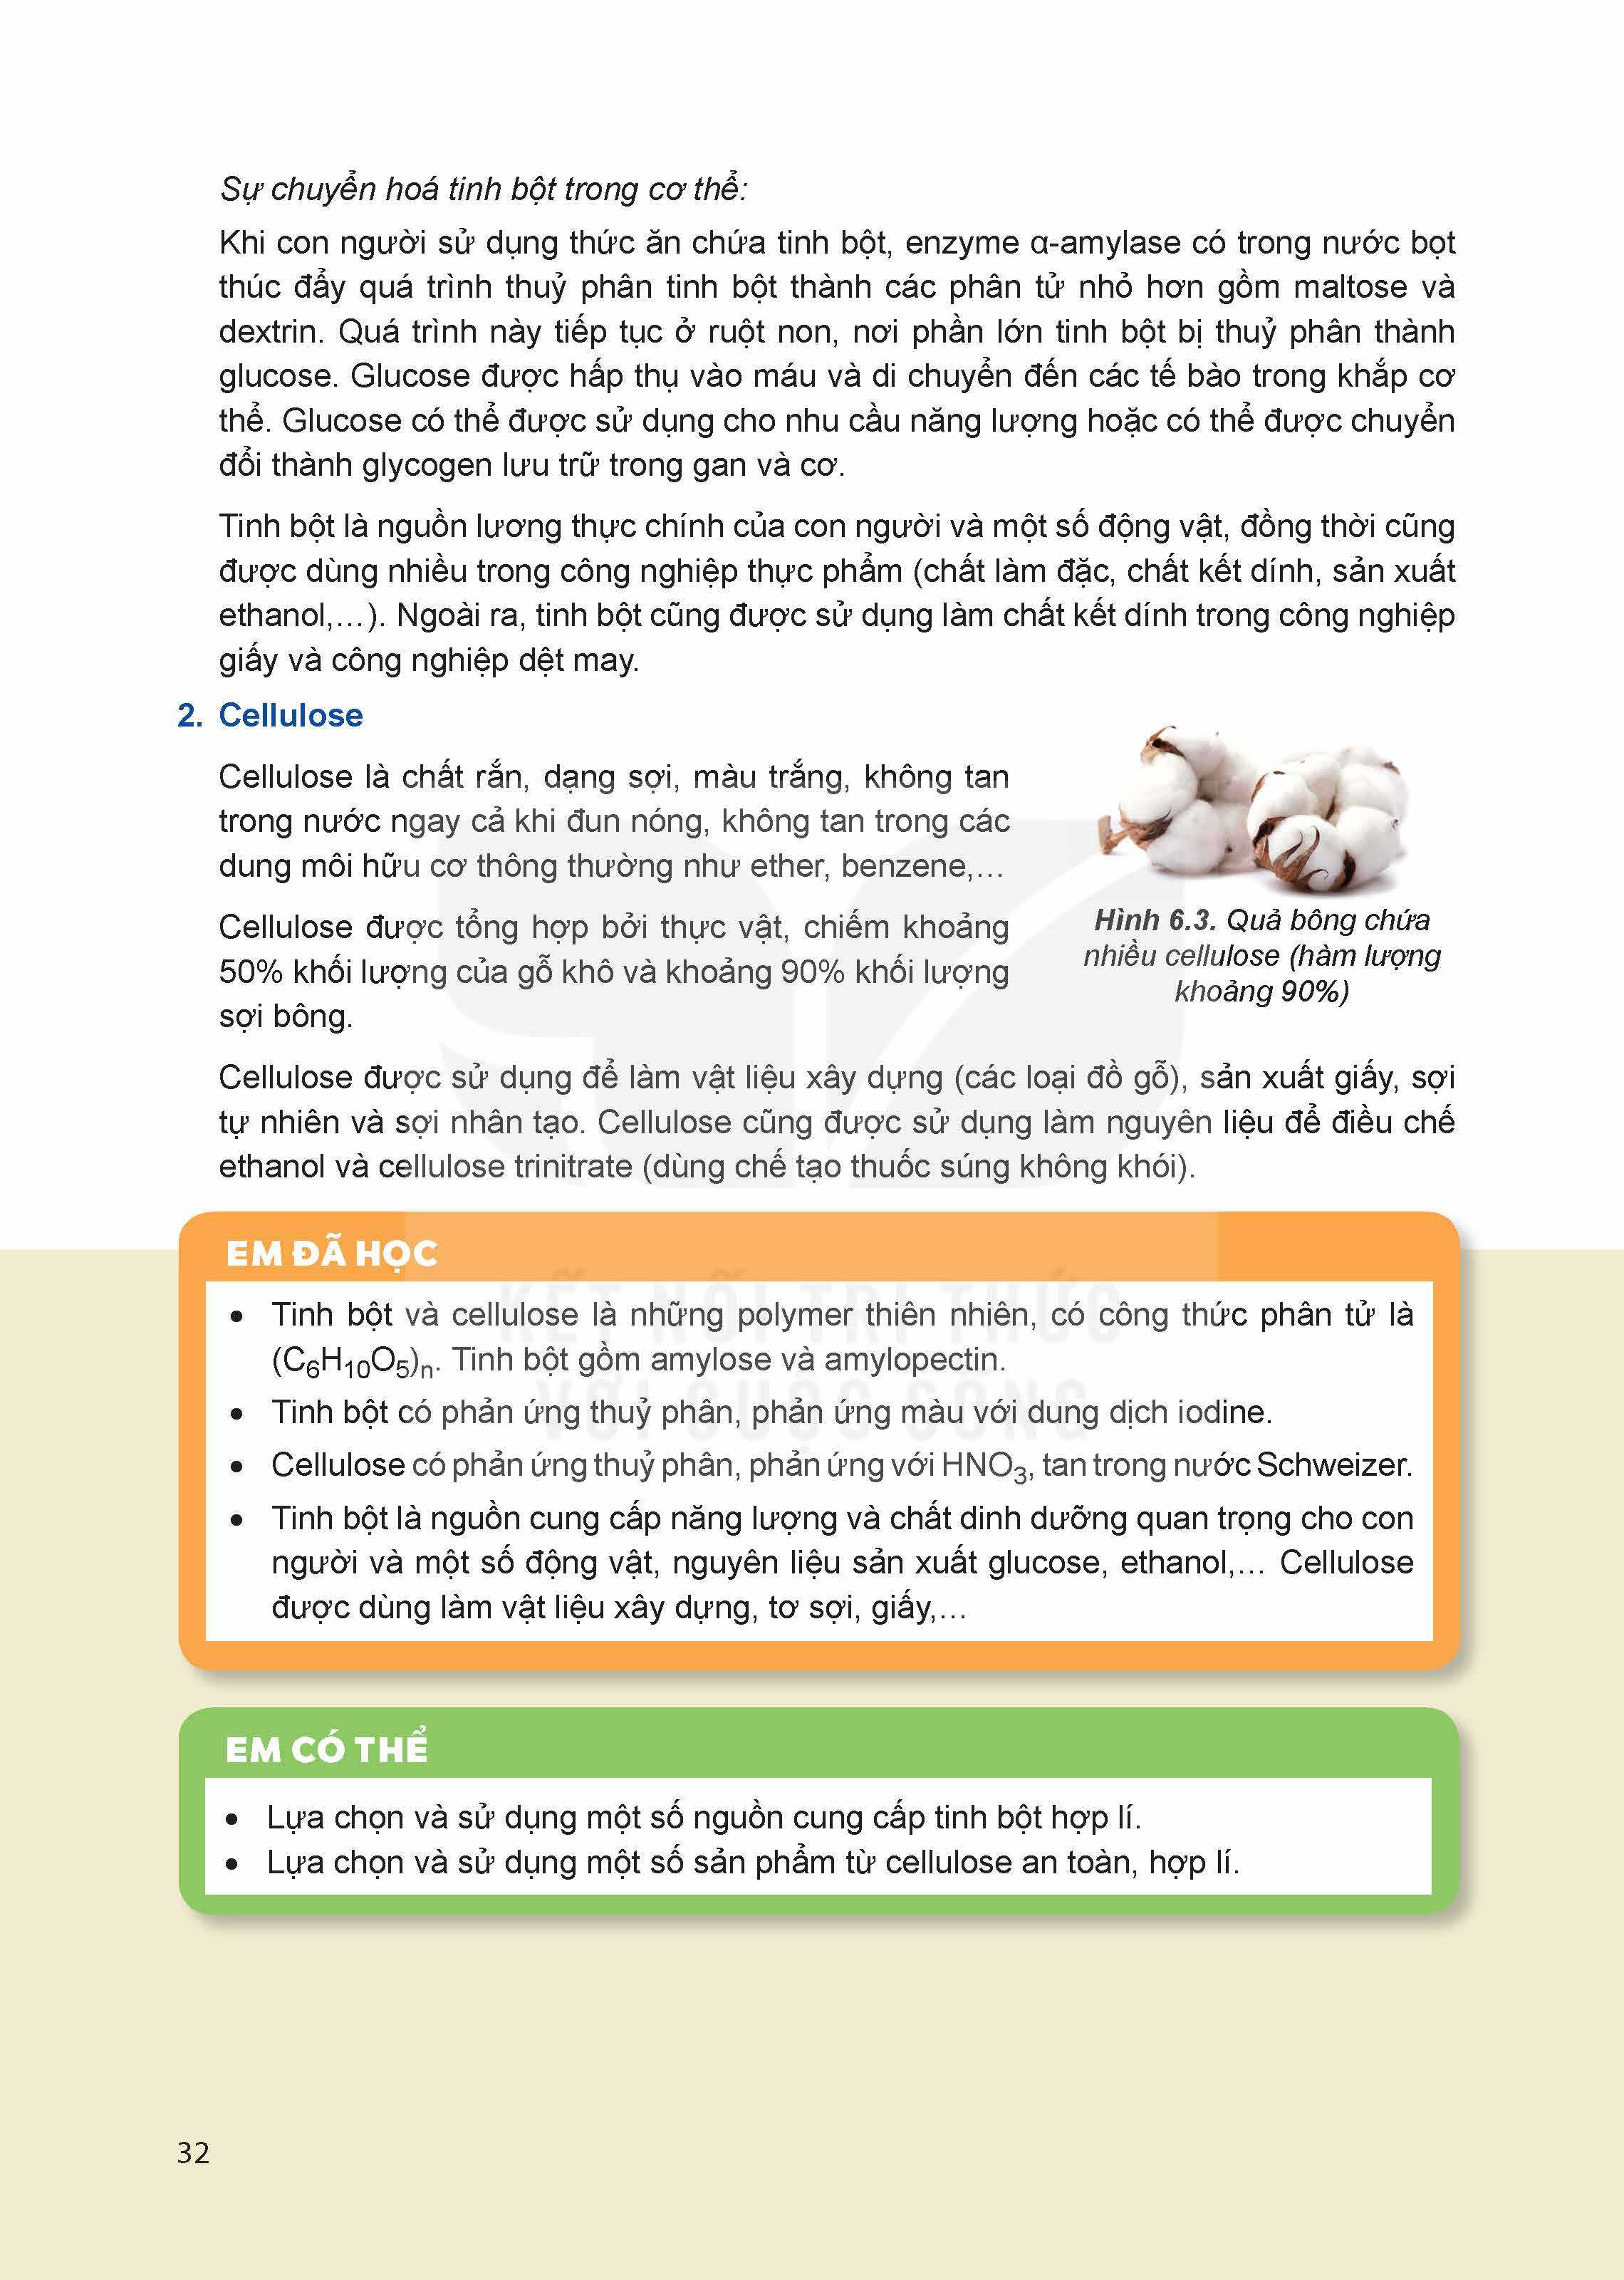 Sự chuyển hoá tinh bột trong cơ thể:
Khi con người sử dụng thức ăn chứa tinh bột, enzyme α-amylase có trong nước bọt
thúc đẩy quá trình thuỷ phân tinh bột thành các phân tử nhỏ hơn gồm maltose và
dextrin. Quá trình này tiếp tục ở ruột non, nơi phần lớn tinh bột bị thuỷ phân thành
glucose. Glucose được hấp thụ vào máu và di chuyển đến các tế bào trong khắp cơ
thể. Glucose có thể được sử dụng cho nhu cầu năng lượng hoặc có thể được chuyển
đổi thành glycogen lưu trữ trong gan và cơ.
Tinh bột là nguồn lương thực chính của con người và một số động vật, đồng thời cũng
được dùng nhiều trong công nghiệp thực phẩm (chất làm đặc, chất kết dính, sản xuất
ethanol,...). Ngoài ra, tinh bột cũng được sử dụng làm chất kết dính trong công nghiệp
giấy và công nghiệp dệt may.
2. Cellulose
Cellulose là chất rắn, dạng sợi, màu trắng, không tan
trong nước ngay cả khi đun nóng, không tan trong các
dung môi hữu cơ thông thường như ether, benzene,...
Cellulose được tổng hợp bởi thực vật, chiếm khoảng
50% khối lượng của gỗ khô và khoảng 90% khối lượng
sợi bông.
Hình 6.3. Quả bông chứa
nhiều cellulose (hàm lượng
khoảng 90%)
Cellulose được sử dụng để làm vật liệu xây dựng (các loại đồ gỗ), sản xuất giấy, sợi
tự nhiên và sợi nhân tạo. Cellulose cũng được sử dụng làm nguyên liệu để điều chế
ethanol và cellulose trinitrate (dùng chế tạo thuốc súng không khói).
EM ĐÃ HỌC
KẾT NỐI TRI THỨC
VỚI CUỘC SỐNG
• Tinh bột và cellulose là những polymer thiên nhiên, có công thức phân tử là
(C₆H₁₀O₅)ₙ. Tinh bột gồm amylose và amylopectin.
• Tinh bột có phản ứng thuỷ phân, phản ứng màu với dung dịch iodine.
• Cellulose có phản ứng thuỷ phân, phản ứng với HNO₃, tan trong nước Schweizer.
• Tinh bột là nguồn cung cấp năng lượng và chất dinh dưỡng quan trọng cho con
người và một số động vật, nguyên liệu sản xuất glucose, ethanol,... Cellulose
được dùng làm vật liệu xây dựng, tơ sợi, giấy,...
EM CÓ THỂ
• Lựa chọn và sử dụng một số nguồn cung cấp tinh bột hợp lí.
• Lựa chọn và sử dụng một số sản phẩm từ cellulose an toàn, hợp lí.
32